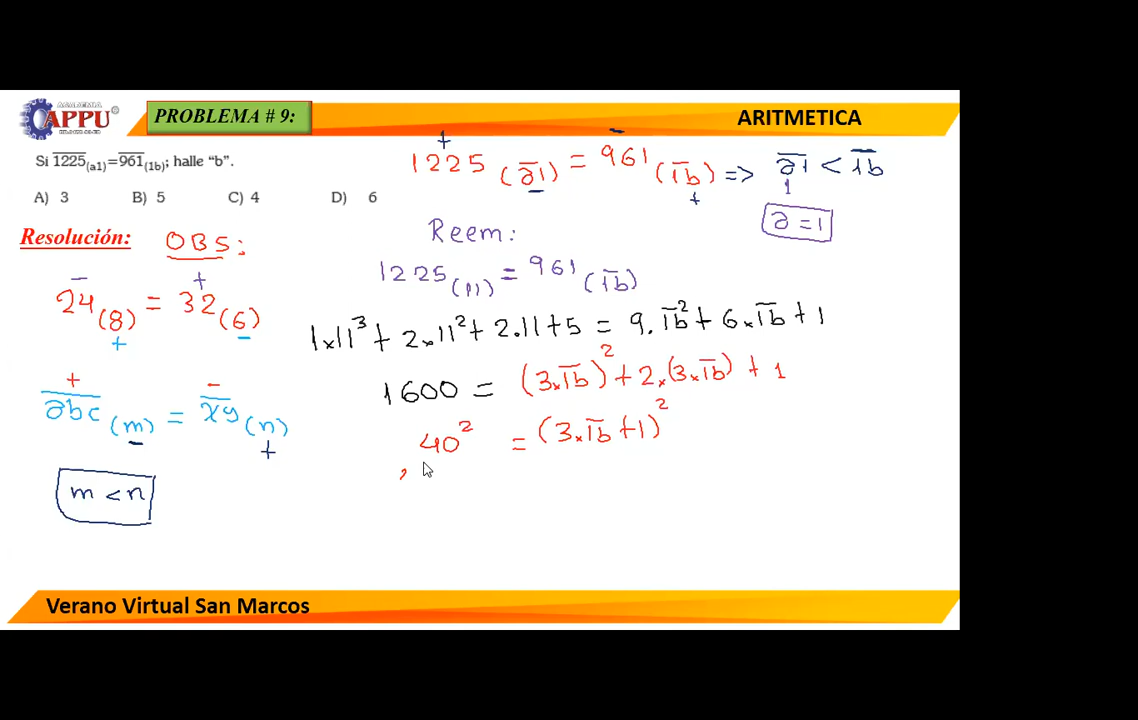 ACADEMIA
APPU
PROBLEMA # 9:
ARITMETICA
Si 1225(a1)=961(1b); halle "b".
A) 3 B) 5 C) 4 D) 6
1225 (a1) = 961 (1b) => a1 < 1b
1
a = 1
Resolución: OBS:
24 (8) = 32 (6)
abc (m) = xy (n)
m < n
Reem:
1225 (11) = 961 (1b)
1x11³ + 2x11² + 2.11 + 5 = 9.1b² + 6x1b + 1
1600 = (3x1b)² + 2x(3x1b) + 1
40² = (3x1b + 1)²
Verano Virtual San Marcos